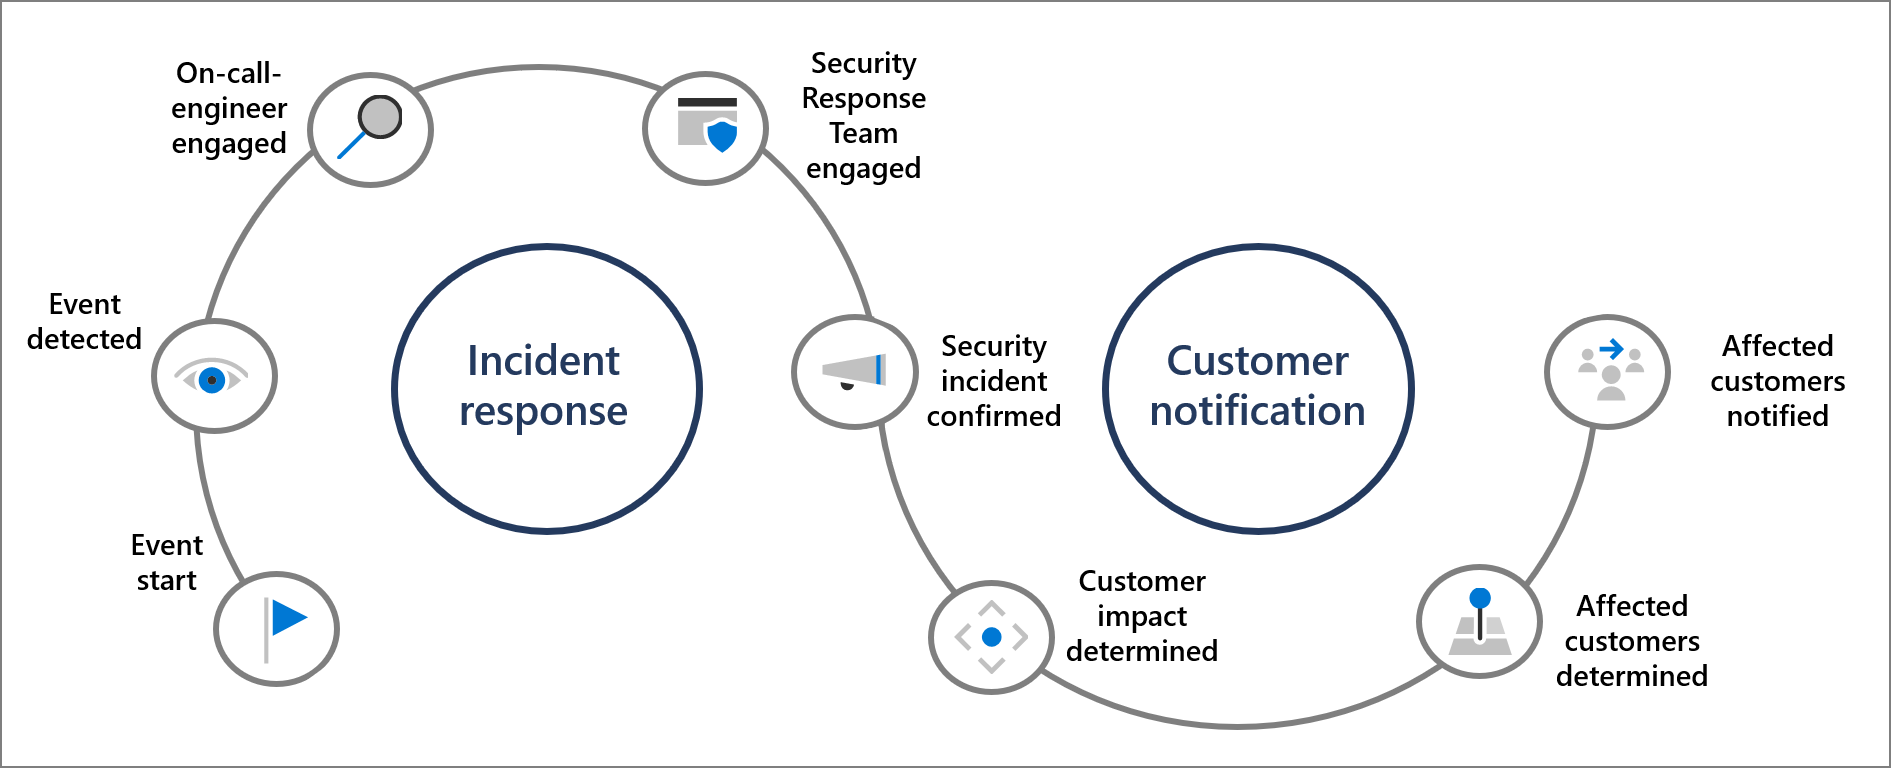 On-call-
engineer
engaged
Security
Response
Team
engaged
Event
detected
Incident
response
Security
incident
confirmed
Customer
notification
Affected
customers
notified
Event
start
Customer
impact
determined
Affected
customers
determined